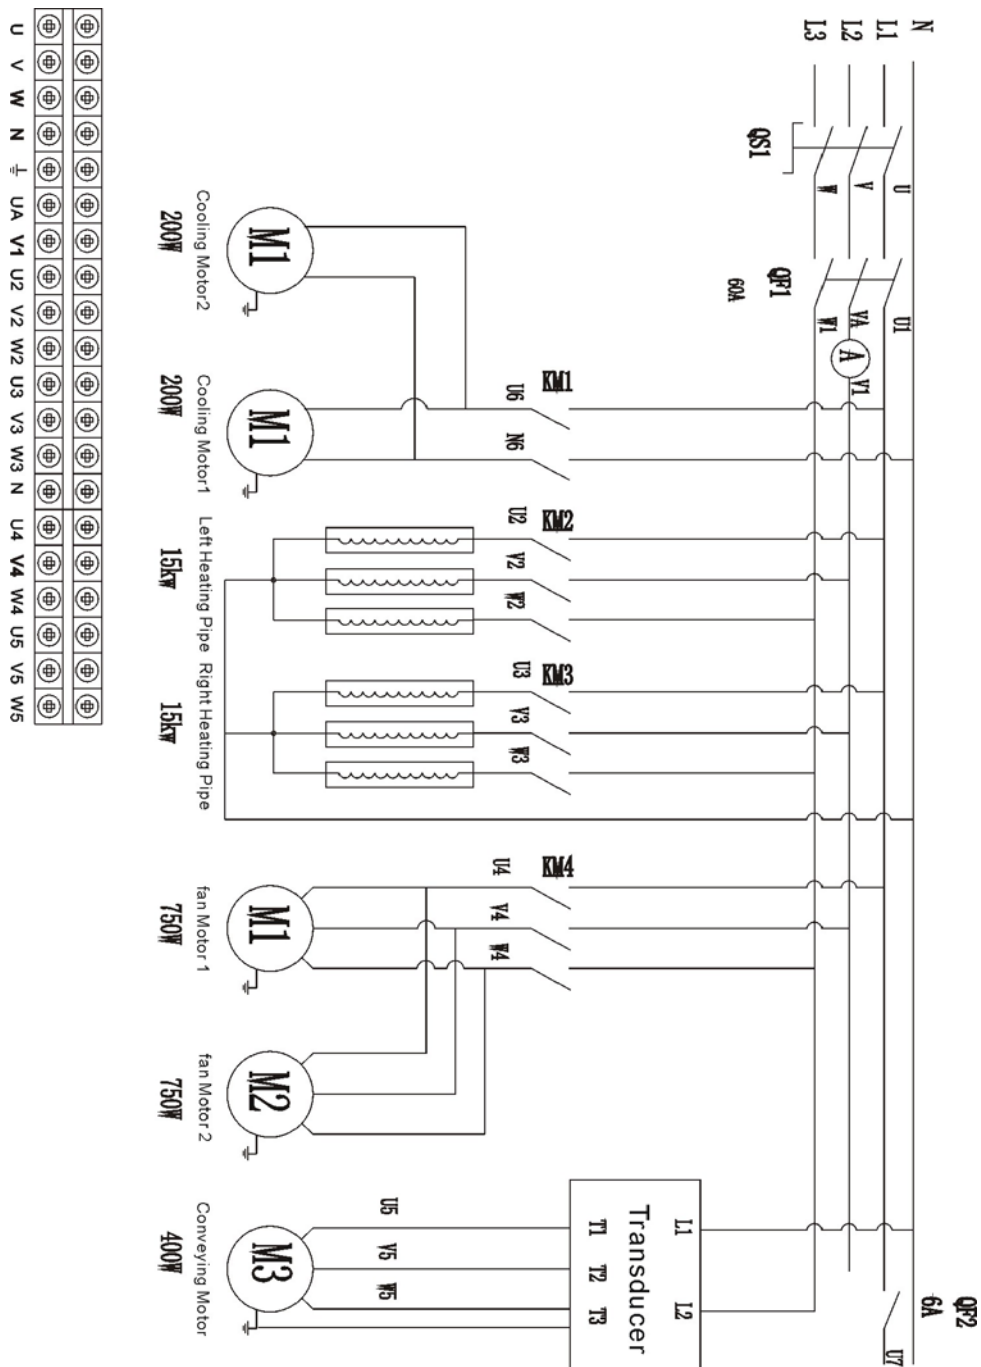 N
L1
L2
L3
QS1
U
V
W
QF1
60A
U1
VA
W1
A
V1
KM1
U6
N6
KM2
U2
V2
W2
KM3
U3
V3
W3
KM4
U4
V4
W4
QF2
6A
U7
L1
L2
Transducer
T1
T2
T3
U5
V5
W5
M1
M1
M1
M2
M3
Cooling Motor2
200W
Cooling Motor1
200W
Left Heating Pipe
15kw
Right Heating Pipe
15kw
fan Motor 1
750W
fan Motor 2
750W
Conveying Motor
400W
U V W N ⏚ UA V1 U2 V2 W2 U3 V3 W3 N U4 V4 W4 U5 V5 W5